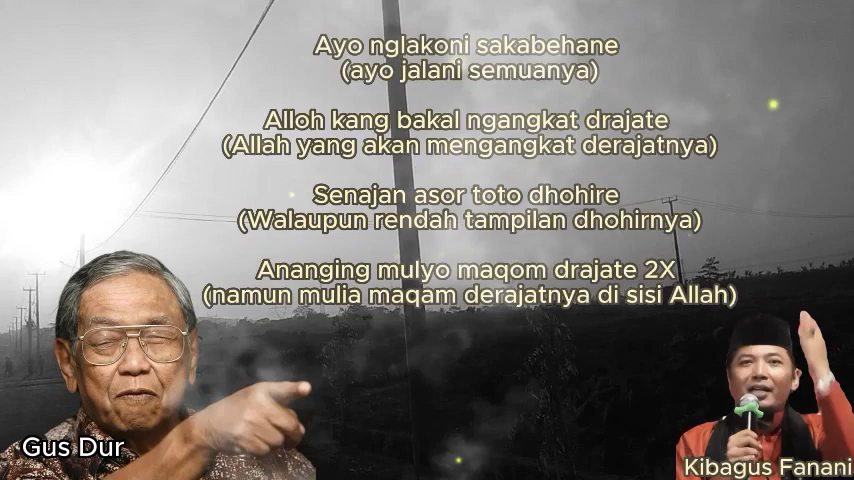 Ayo nglakoni sakabehane
(ayo jalani semuanya)
Alloh kang bakal ngangkat drajate
(Allah yang akan mengangkat derajatnya)
Senajan asor toto dhohire
(Walaupun rendah tampilan dhohirnya)
Ananging mulyo maqom drajate 2X
(namun mulia maqam derajatnya di sisi Allah)
Gus Dur
Kibagus Fanani